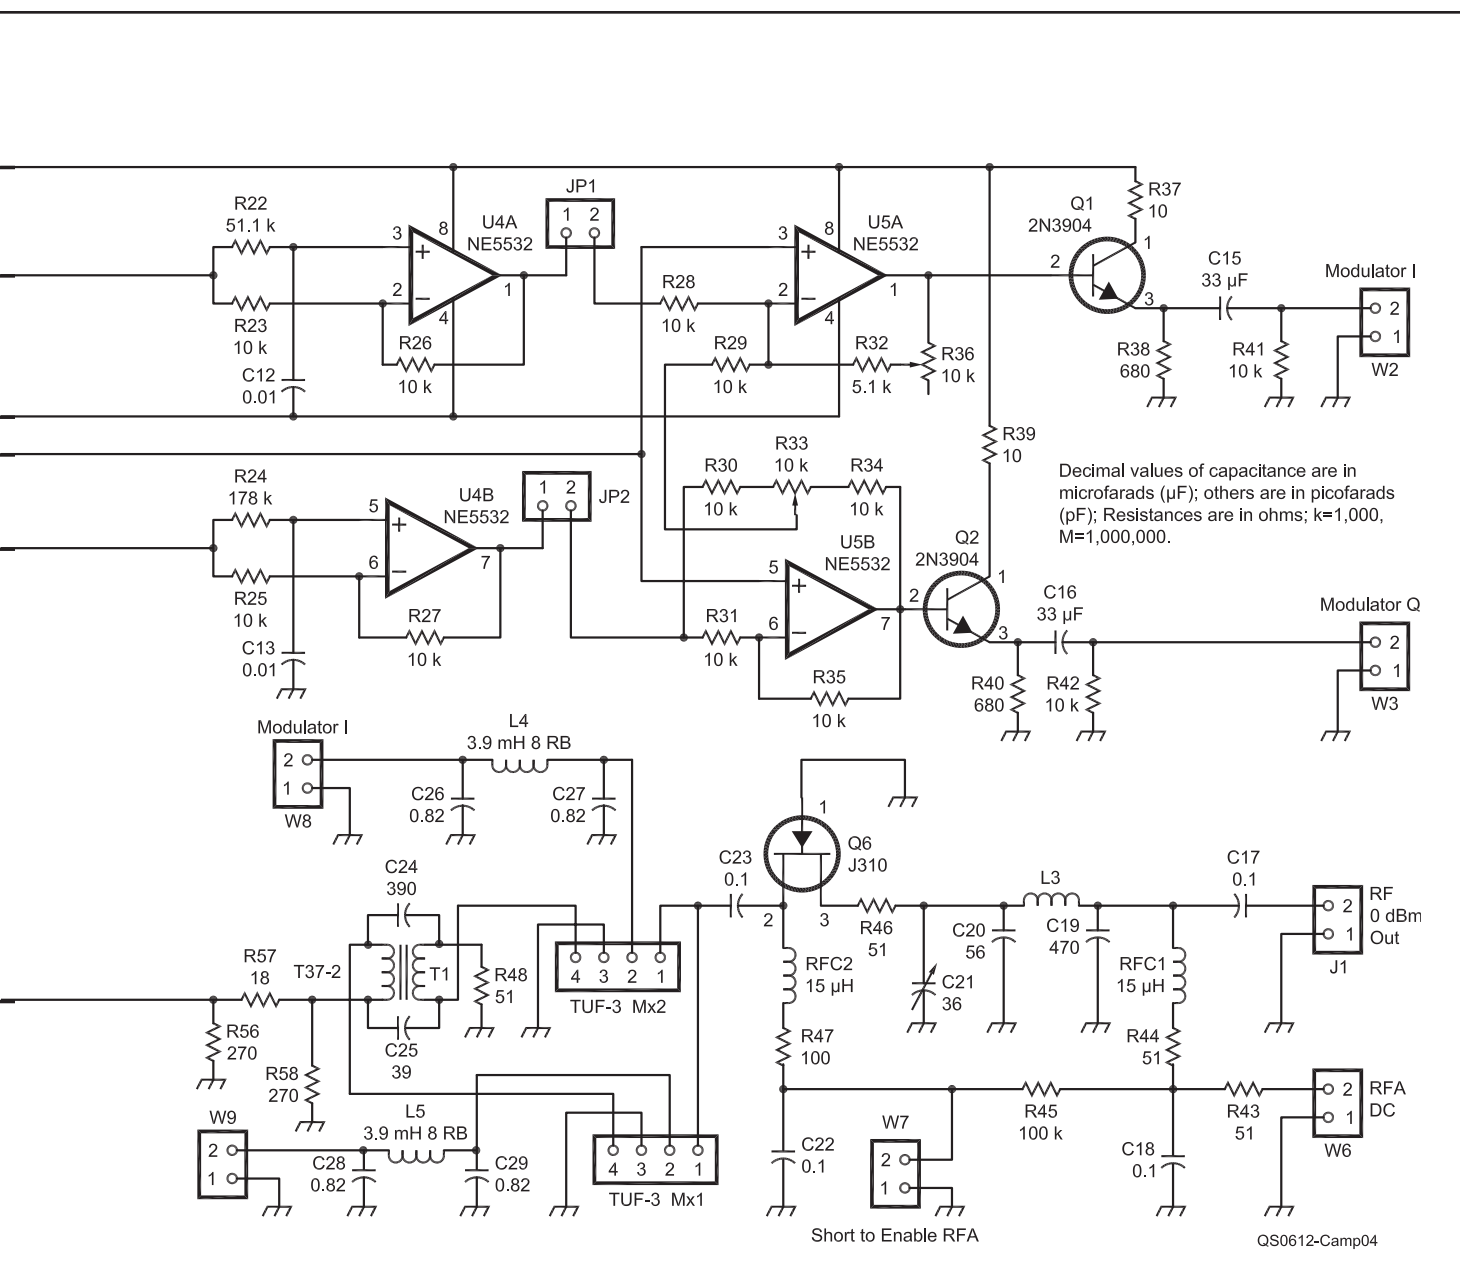 JP1
R22
51.1 k
3
8
U4A
NE5532
1 2
2
4
1
R23
10 k
R26
10 k
C12
0.01
R28
10 k
3
8
U5A
NE5532
2
4
1
R29
10 k
R32
5.1 k
R36
10 k
Q1
2N3904
2
1
3
R37
10
C15
33 µF
R38
680
R41
10 k
Modulator I
2
1
W2
R39
10
Decimal values of capacitance are in
microfarads (µF); others are in picofarads
(pF); Resistances are in ohms; k=1,000,
M=1,000,000.
R24
178 k
5
U4B
NE5532
6
7
1 2
JP2
R25
10 k
R27
10 k
C13
0.01
R30
10 k
R33
10 k
R34
10 k
U5B
NE5532
5
6
7
R31
10 k
R35
10 k
Q2
2N3904
2
1
3
C16
33 µF
R40
680
R42
10 k
Modulator Q
2
1
W3
Modulator I
2
1
W8
L4
3.9 mH 8 RB
C26
0.82
C27
0.82
C24
390
R57
18
T37-2
T1
R48
51
R56
270
C25
39
R58
270
4 3 2 1
TUF-3 Mx2
C23
0.1
1
Q6
J310
2
3
R46
51
L3
C20
56
C19
470
C21
36
C17
0.1
RF
0 dBm
Out
2
1
J1
RFC2
15 µH
RFC1
15 µH
R47
100
R44
51
W9
2
1
L5
3.9 mH 8 RB
C28
0.82
C29
0.82
4 3 2 1
TUF-3 Mx1
C22
0.1
W7
2
1
Short to Enable RFA
R45
100 k
R43
51
C18
0.1
2
1
RFA
DC
W6
QS0612-Camp04